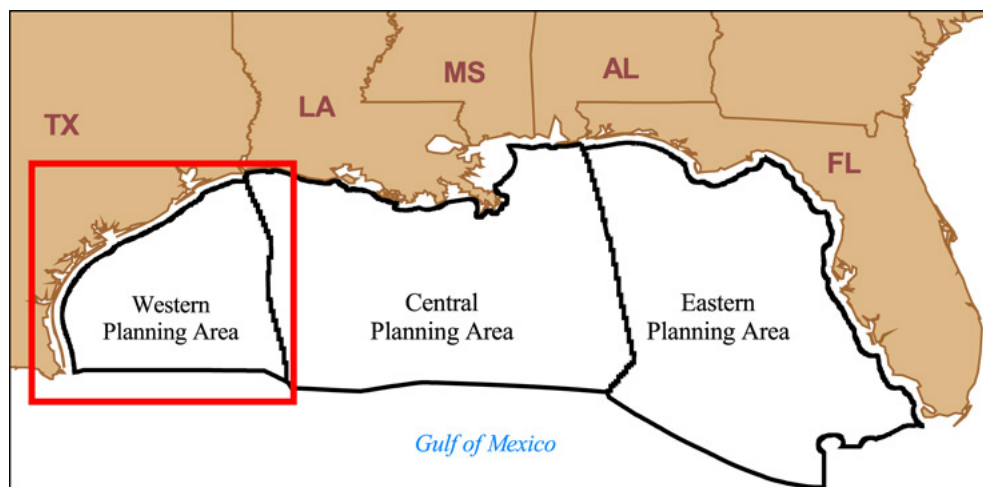 MS
AL
LA
TX
FL
Western
Planning Area
Central
Planning Area
Eastern
Planning Area
Gulf of Mexico